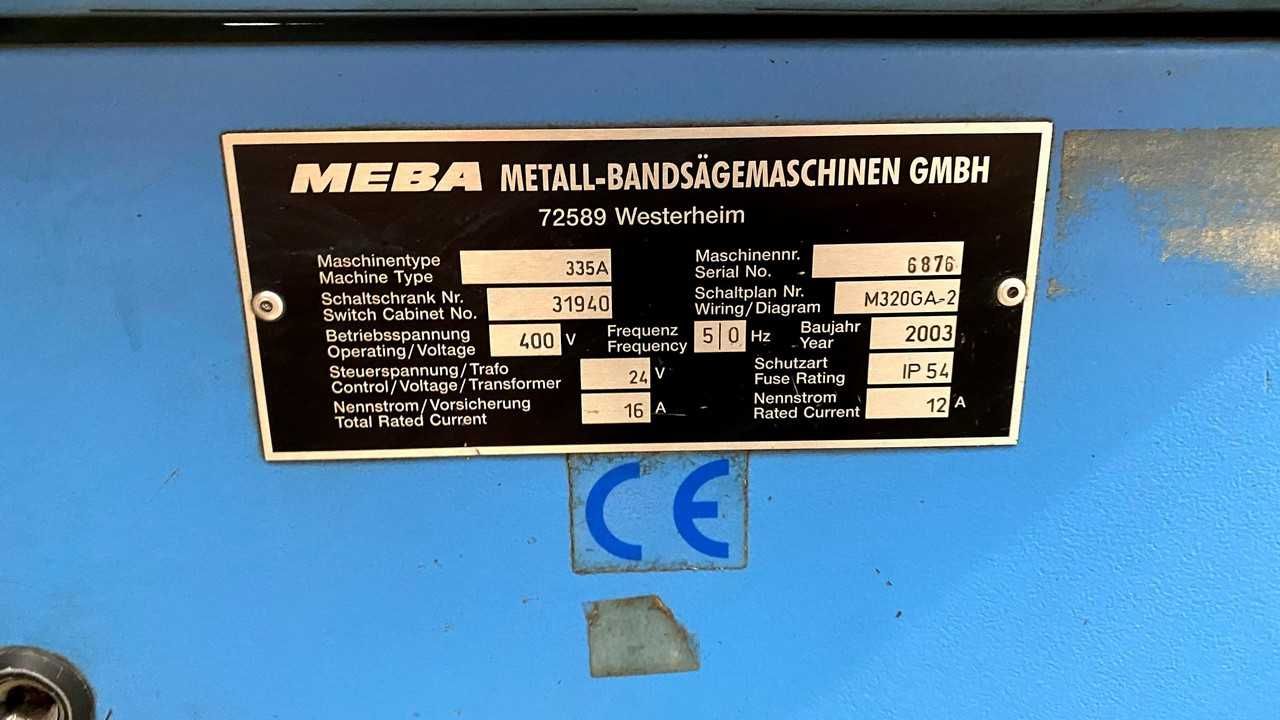 MEBA METALL-BANDSÄGEMASCHINEN GMBH
72589 Westerheim
Maschinentype 335A Maschinennr. 6876
Machine Type Serial No.
Schaltschrank Nr. 31940 Schaltplan Nr. M320GA-2
Switch Cabinet No. Wiring/Diagram
Betriebsspannung 400 V Frequenz 5|0 Hz Baujahr 2003
Operating/Voltage Frequency Year
Steuerspannung/Trafo 24 V Schutzart IP 54
Control/Voltage/Transformer Fuse Rating
Nennstrom/Vorsicherung 16 A Nennstrom 12 A
Total Rated Current Rated Current
CE